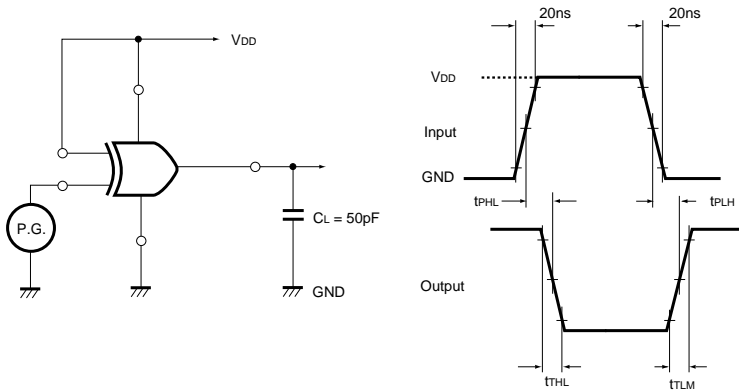 VDD
P.G.
CL = 50pF
GND
20ns
20ns
VDD
Input
GND
tPHL
tPLH
Output
tTHL
tTLM